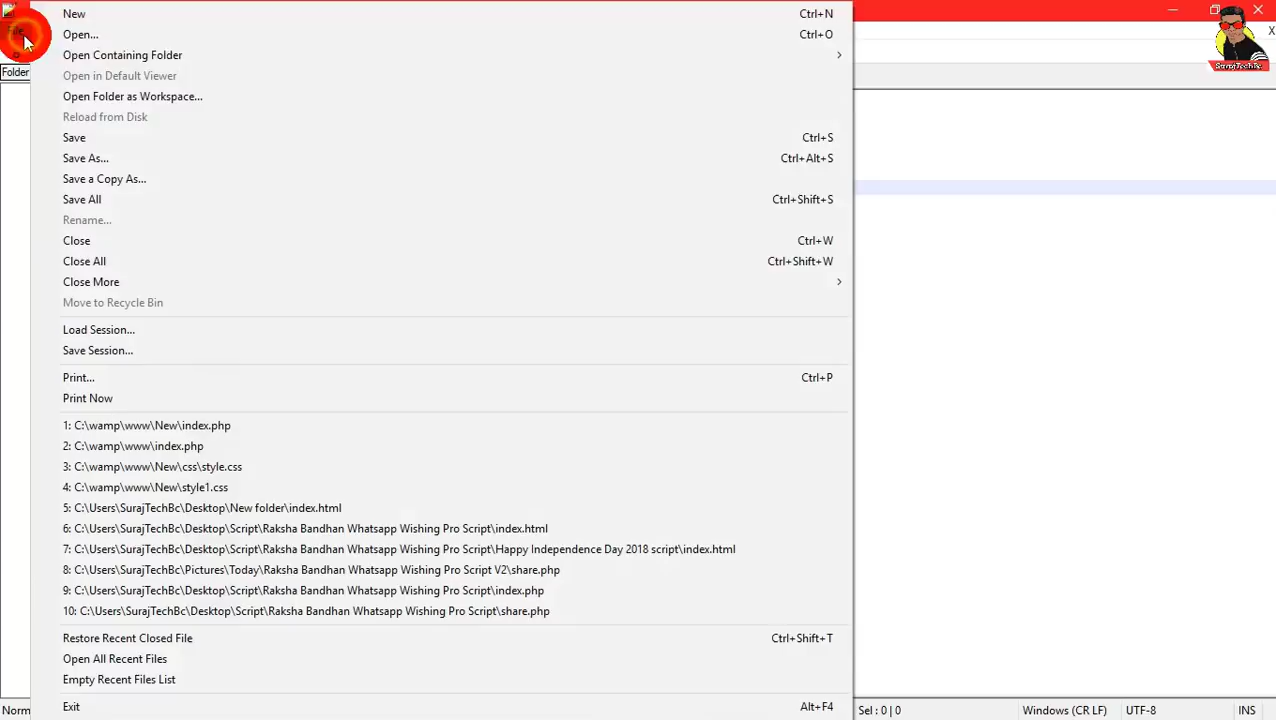 File
Folder
New Ctrl+N
Open... Ctrl+O
Open Containing Folder
Open in Default Viewer
Open Folder as Workspace...
Reload from Disk
Save Ctrl+S
Save As... Ctrl+Alt+S
Save a Copy As...
Save All Ctrl+Shift+S
Rename...
Close Ctrl+W
Close All Ctrl+Shift+W
Close More
Move to Recycle Bin
Load Session...
Save Session...
Print... Ctrl+P
Print Now
1: C:\wamp\www\New\index.php
2: C:\wamp\www\index.php
3: C:\wamp\www\New\css\style.css
4: C:\wamp\www\New\style1.css
5: C:\Users\SurajTechBc\Desktop\New folder\index.html
6: C:\Users\SurajTechBc\Desktop\Script\Raksha Bandhan Whatsapp Wishing Pro Script\index.html
7: C:\Users\SurajTechBc\Desktop\Script\Raksha Bandhan Whatsapp Wishing Pro Script\Happy Independence Day 2018 script\index.html
8: C:\Users\SurajTechBc\Pictures\Today\Raksha Bandhan Whatsapp Wishing Pro Script V2\share.php
9: C:\Users\SurajTechBc\Desktop\Script\Raksha Bandhan Whatsapp Wishing Pro Script\index.php
10: C:\Users\SurajTechBc\Desktop\Script\Raksha Bandhan Whatsapp Wishing Pro Script\share.php
Restore Recent Closed File Ctrl+Shift+T
Open All Recent Files
Empty Recent Files List
Exit Alt+F4
X
SurajTechBc
Norm
Sel : 0 | 0
Windows (CR LF)
UTF-8
INS